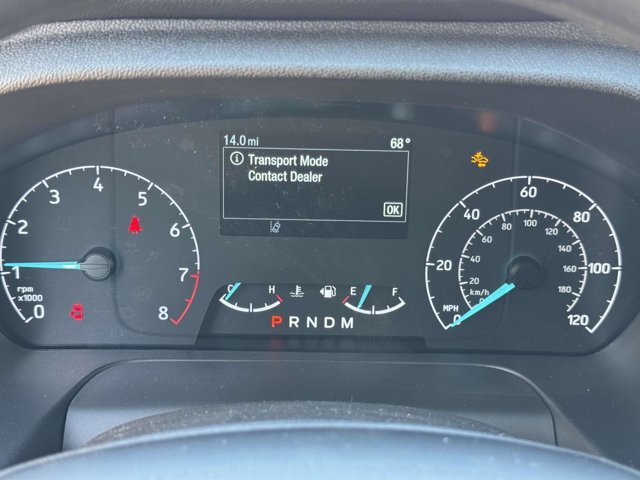 14.0 mi 68°
Transport Mode
Contact Dealer
OK
0 1 2 3 4 5 6 7 8
rpm
x1000
C H
E F
P R N D M
0 20 40 60 80 100 120
MPH
0 20 40 60 80 100 120 140 160 180
km/h